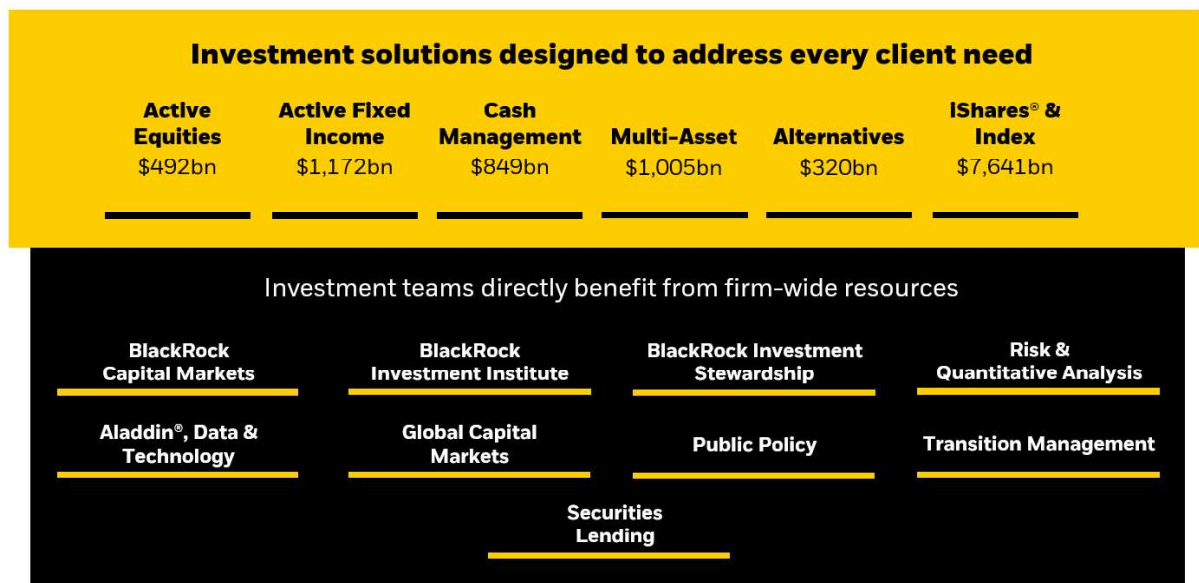 Investment solutions designed to address every client need
Active
Equities
$492bn
Active Fixed
Income
$1,172bn
Cash
Management
$849bn
Multi-Asset
$1,005bn
Alternatives
$320bn
iShares® &
Index
$7,641bn
Investment teams directly benefit from firm-wide resources
BlackRock
Capital Markets
BlackRock
Investment Institute
BlackRock Investment
Stewardship
Risk &
Quantitative Analysis
Aladdin®, Data &
Technology
Global Capital
Markets
Public Policy
Transition Management
Securities
Lending